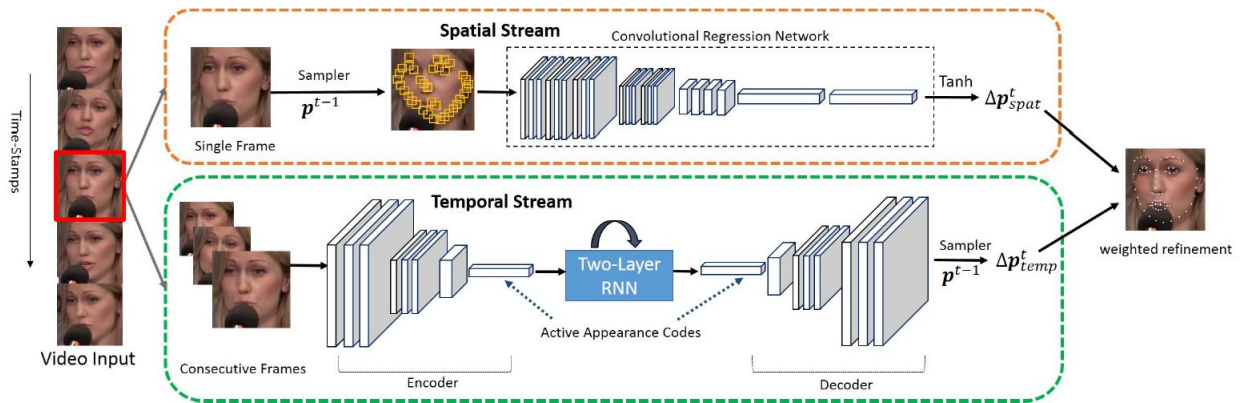 Time-Stamps
Video Input
Spatial Stream
Single Frame
Sampler
p^{t-1}
Convolutional Regression Network
Tanh
Δp^t_{spat}
Temporal Stream
Consecutive Frames
Encoder
Two-Layer
RNN
Active Appearance Codes
Decoder
Sampler
p^{t-1}
Δp^t_{temp}
weighted refinement